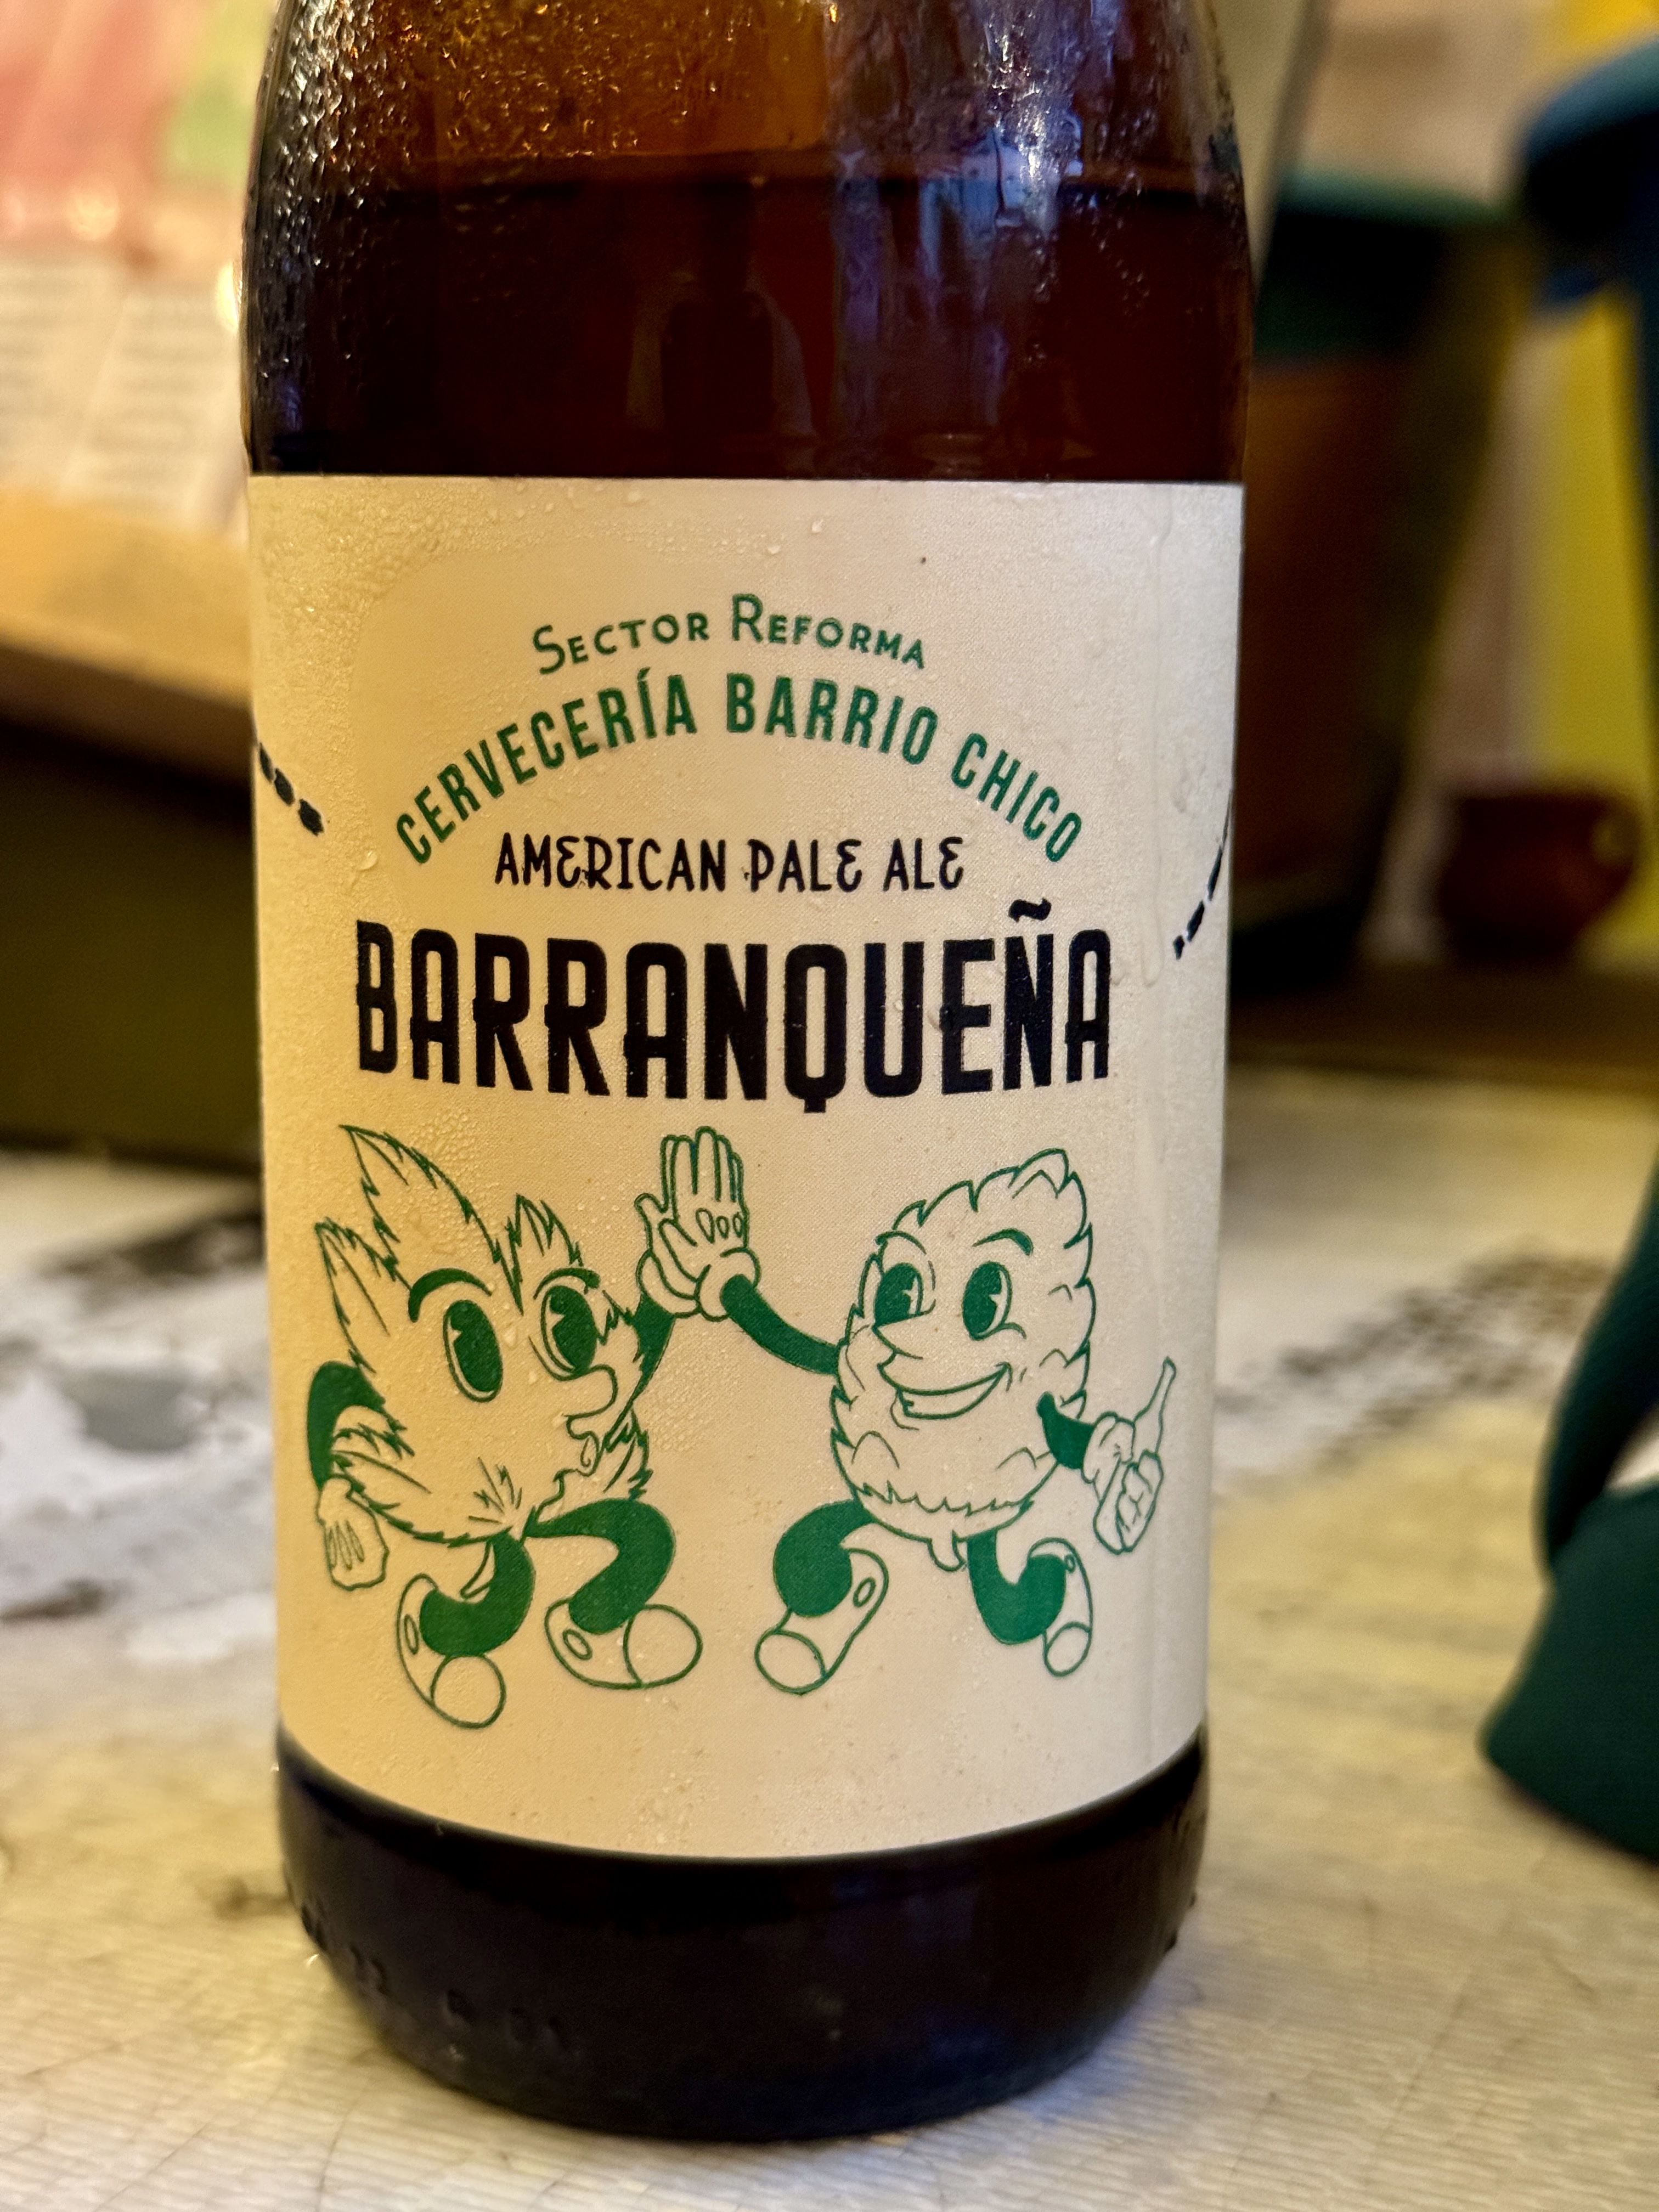 SECTOR REFORMA
CERVECERÍA BARRIO CHICO
AMERICAN PALE ALE
BARRANQUEÑA